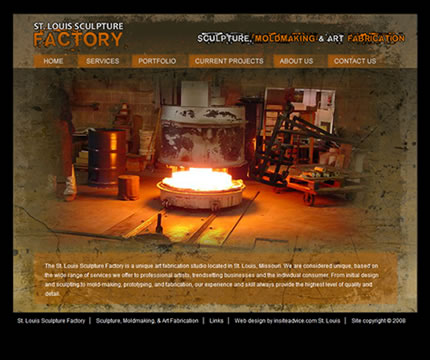 ST. LOUIS SCULPTURE
FACTORY
SCULPTURE, MOLDMAKING & ART FABRICATION
HOME SERVICES PORTFOLIO CURRENT PROJECTS ABOUT US CONTACT US
The St. Louis Sculpture Factory is a unique art fabrication studio located in St. Louis, Missouri. We are considered unique, based on
the wide range of services we offer to professional artists, trendsetting businesses and the individual consumer. From initial design
and sculpting to mold-making, prototyping, and fabrication, our experience and skill always provide the highest level of quality and
detail.
St. Louis Sculpture Factory | Sculpture, Moldmaking, & Art Fabrication | Links | Web design by insiteadvice.com St. Louis | Site copyright © 2008